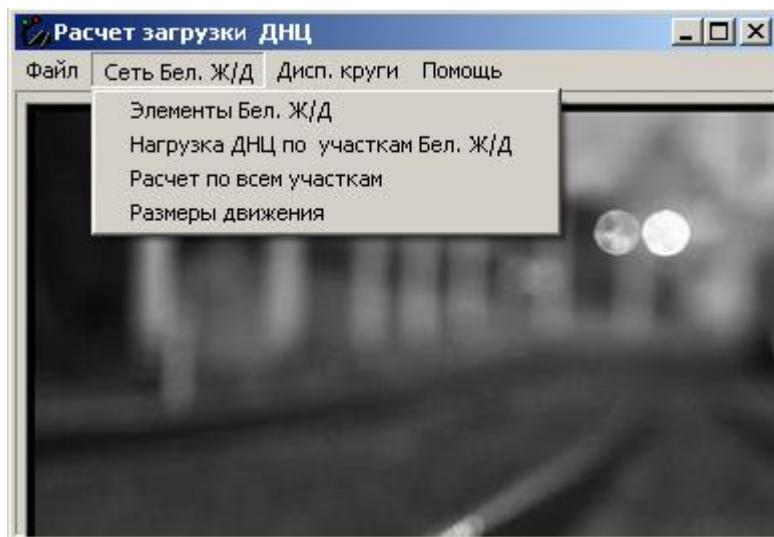 Расчет загрузки ДНЦ
Файл Сеть Бел. Ж/Д Дисп. круги Помощь
Элементы Бел. Ж/Д
Нагрузка ДНЦ по участкам Бел. Ж/Д
Расчет по всем участкам
Размеры движения